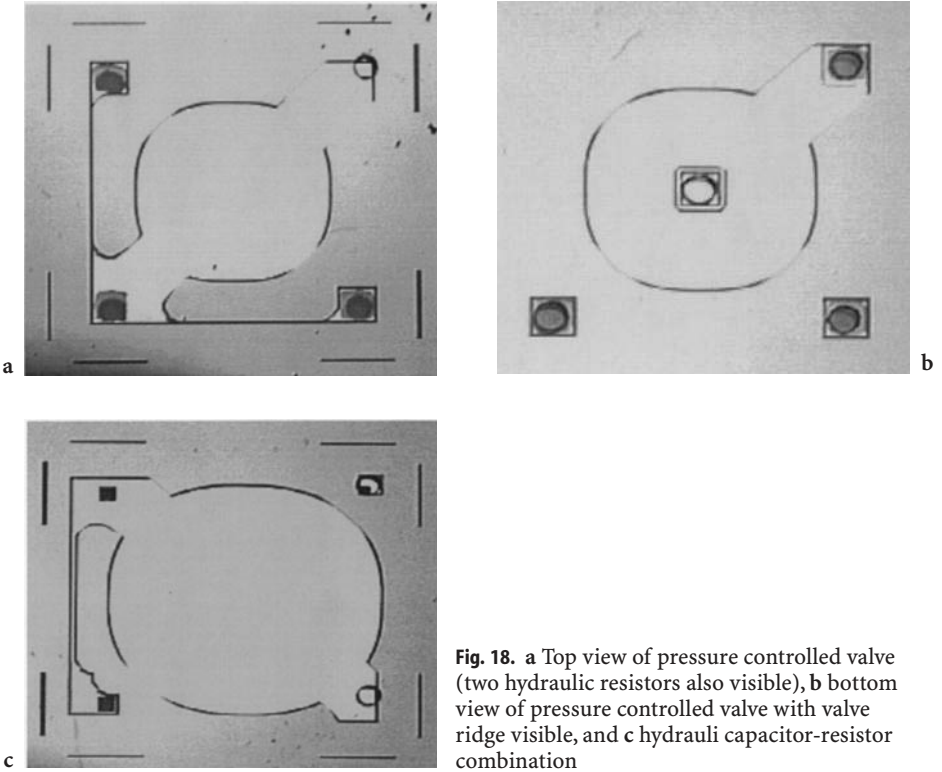 a
b
c
Fig. 18. a Top view of pressure controlled valve
(two hydraulic resistors also visible), b bottom
view of pressure controlled valve with valve
ridge visible, and c hydrauli capacitor-resistor
combination